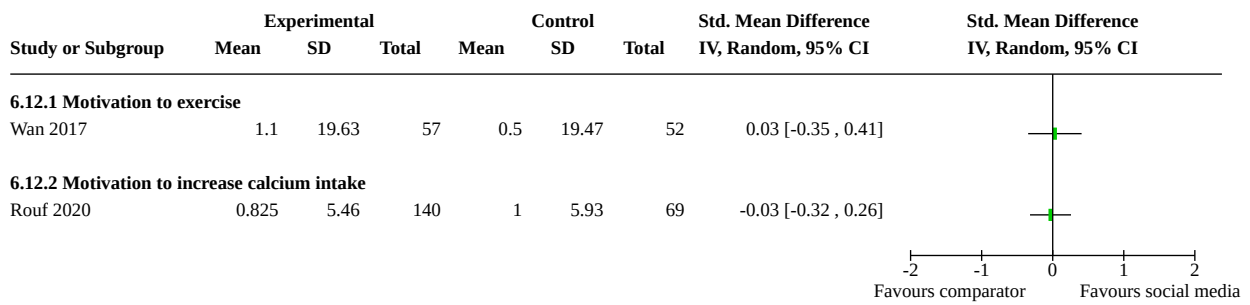 Experimental Control Std. Mean Difference Std. Mean Difference
Study or Subgroup Mean SD Total Mean SD Total IV, Random, 95% CI IV, Random, 95% CI
6.12.1 Motivation to exercise
Wan 2017 1.1 19.63 57 0.5 19.47 52 0.03 [-0.35 , 0.41]
6.12.2 Motivation to increase calcium intake
Rouf 2020 0.825 5.46 140 1 5.93 69 -0.03 [-0.32 , 0.26]
-2 -1 0 1 2
Favours comparator Favours social media